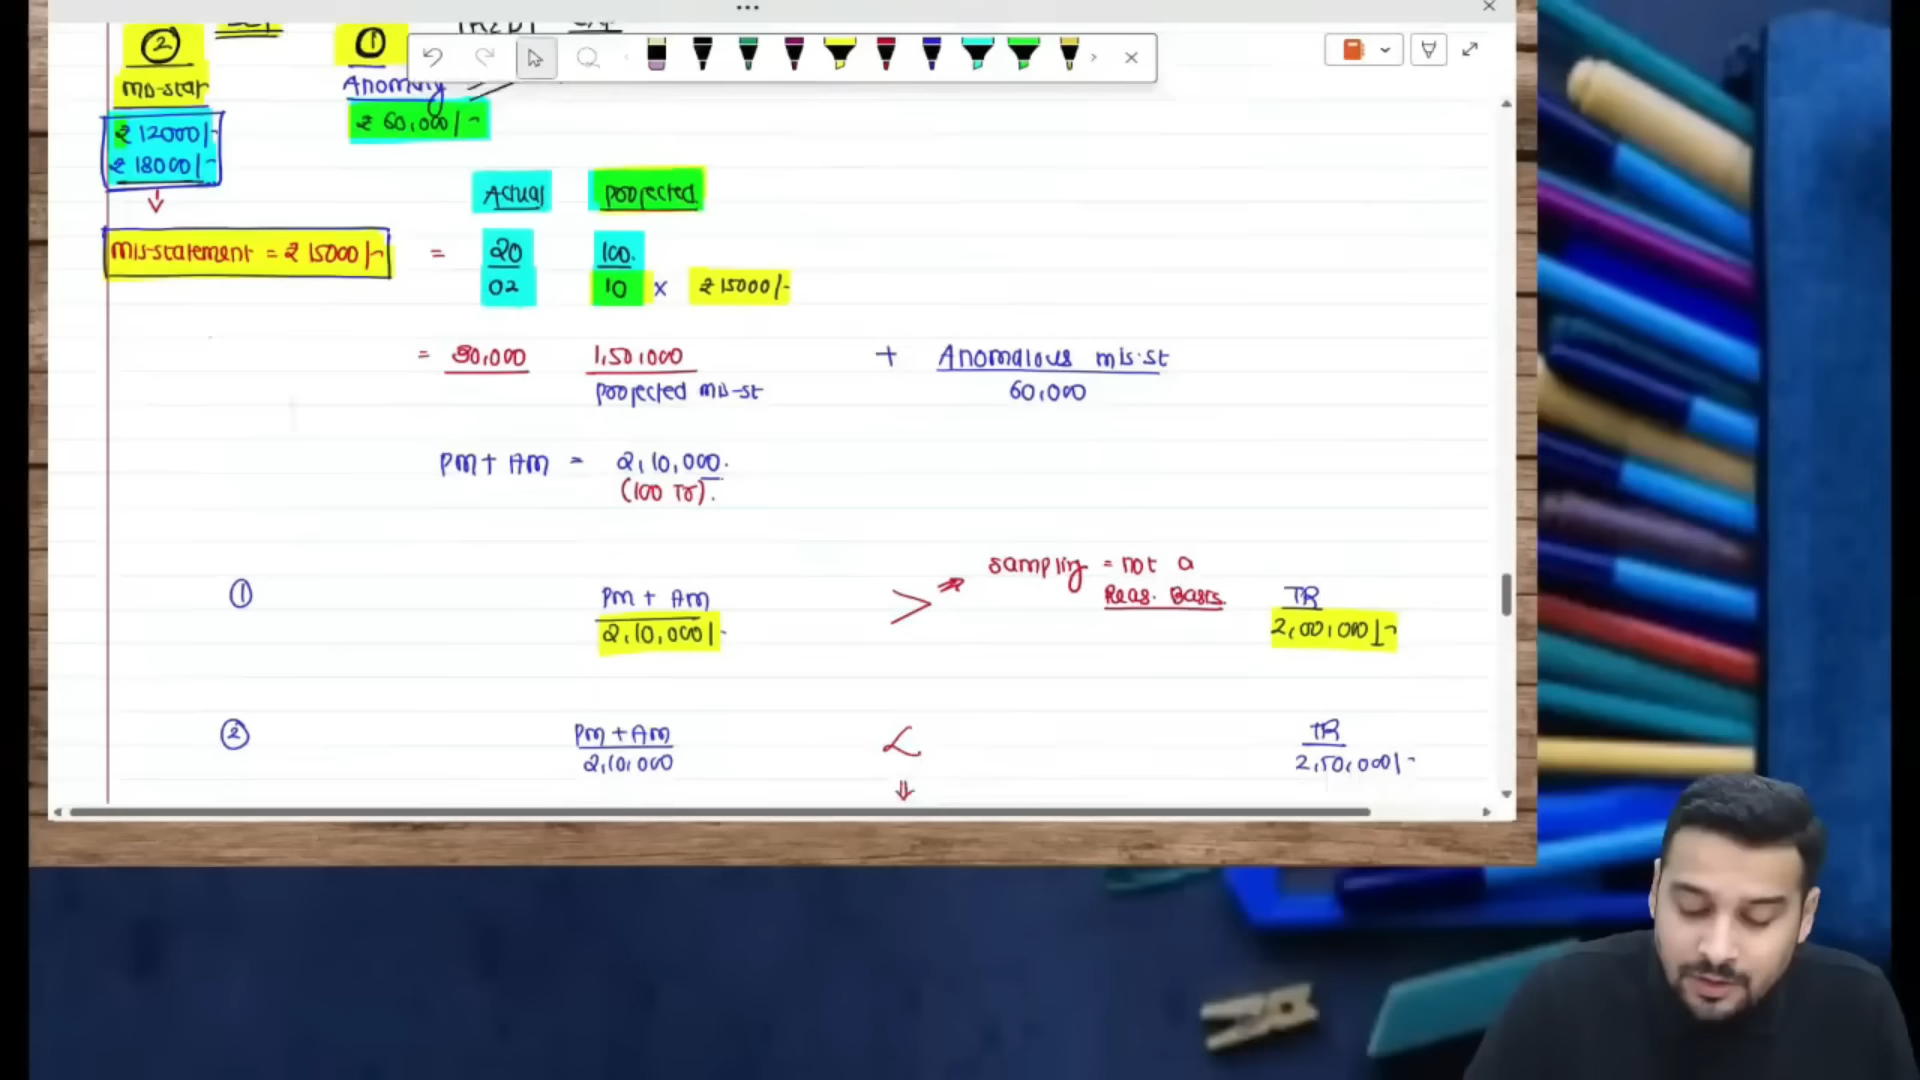 ② ①
mis-stat Anomaly
₹ 12000/- ₹ 60,000/-
₹ 18000/-
Actual projected
mis-statement = ₹ 15000/- = 20 100.
02 10 × ₹ 15000/-
= 30,000 1,50,000 + Anomalous mis.st
projected mis-st 60,000
PM + AM = 2,10,000.
(100 Tr).
sampling = not a
① PM + AM > Reas. Basis. TR
2,10,000/- 2,00,000/-
② PM + AM < TR
2,10,000 2,50,000/-